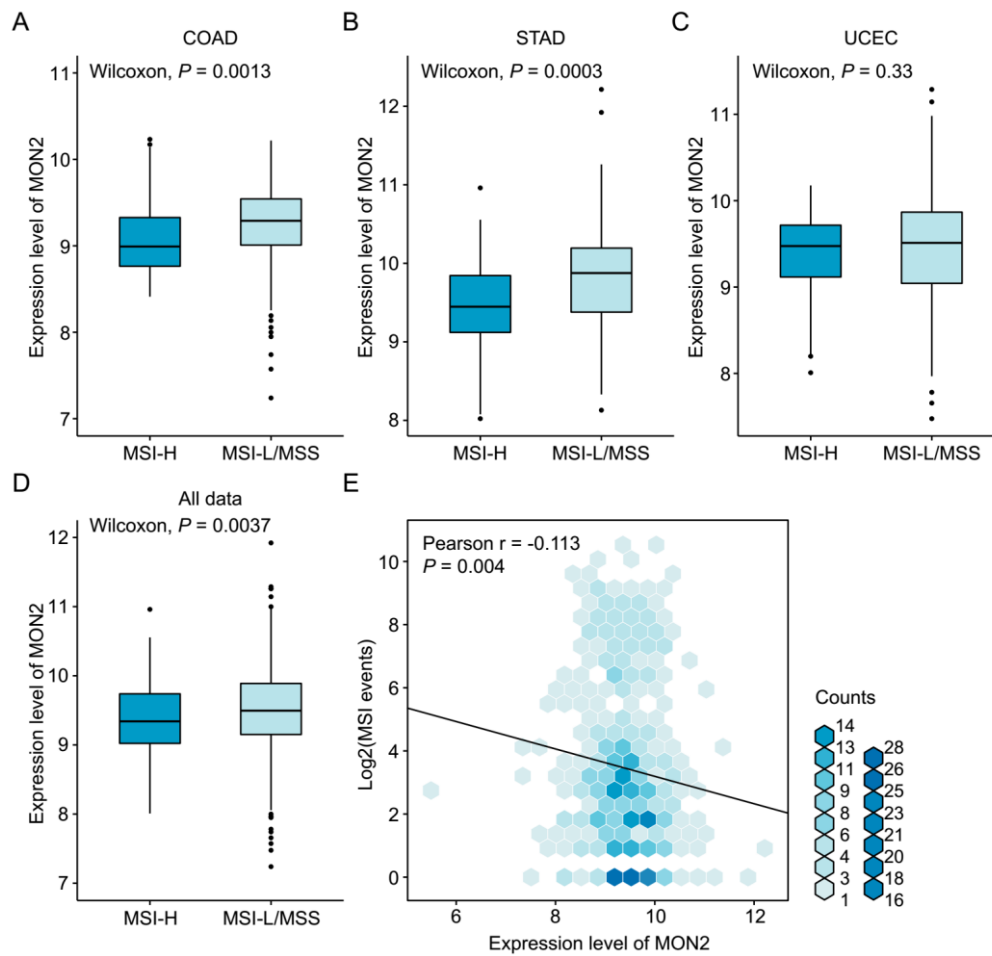 A
COAD
Wilcoxon, P = 0.0013
Expression level of MON2
11
10
9
8
7
MSI-H
MSI-L/MSS
B
STAD
Wilcoxon, P = 0.0003
Expression level of MON2
12
11
10
9
8
MSI-H
MSI-L/MSS
C
UCEC
Wilcoxon, P = 0.33
Expression level of MON2
11
10
9
8
MSI-H
MSI-L/MSS
D
All data
Wilcoxon, P = 0.0037
Expression level of MON2
12
11
10
9
8
7
MSI-H
MSI-L/MSS
E
Pearson r = -0.113
P = 0.004
Log2(MSI events)
10
8
6
4
2
0
6
8
10
12
Expression level of MON2
Counts
14
13
11
9
8
6
4
3
1
28
26
25
23
21
20
18
16